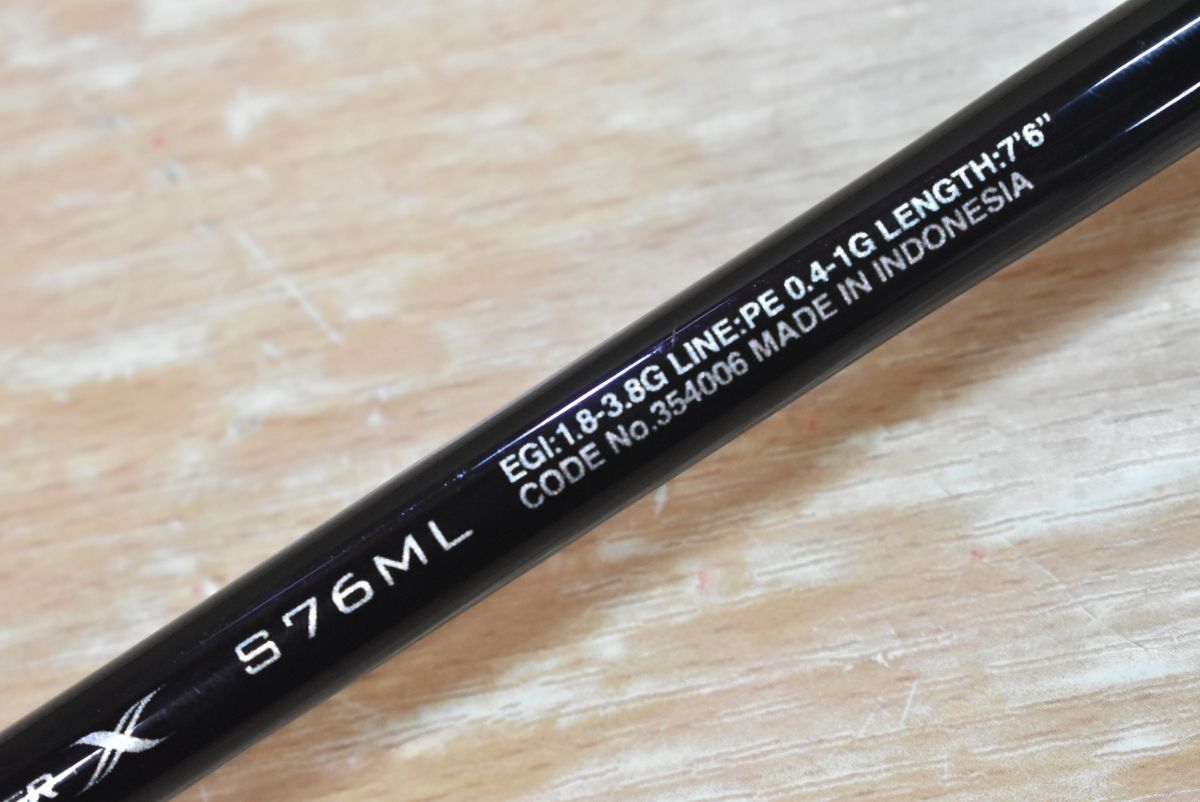 S76ML
EGI:1.8-3.8G LINE:PE 0.4-1G LENGTH:7'6"
CODE No.354006 MADE IN INDONESIA